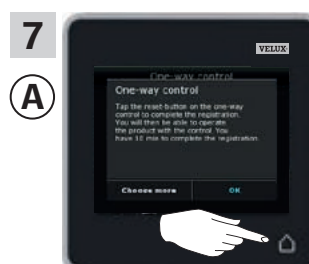 7
VELUX
A
One-way control
One-way control
Tap the reset-button on the one-way
control to complete the registration.
You will then be able to operate
the product with the control. You
have 10 min to complete the registration.
Choose more OK